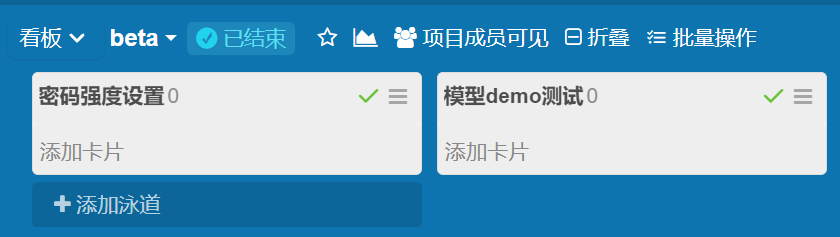 看板 beta 已结束 项目成员可见 折叠 批量操作
密码强度设置 0 模型demo测试 0
添加卡片 添加卡片
添加泳道